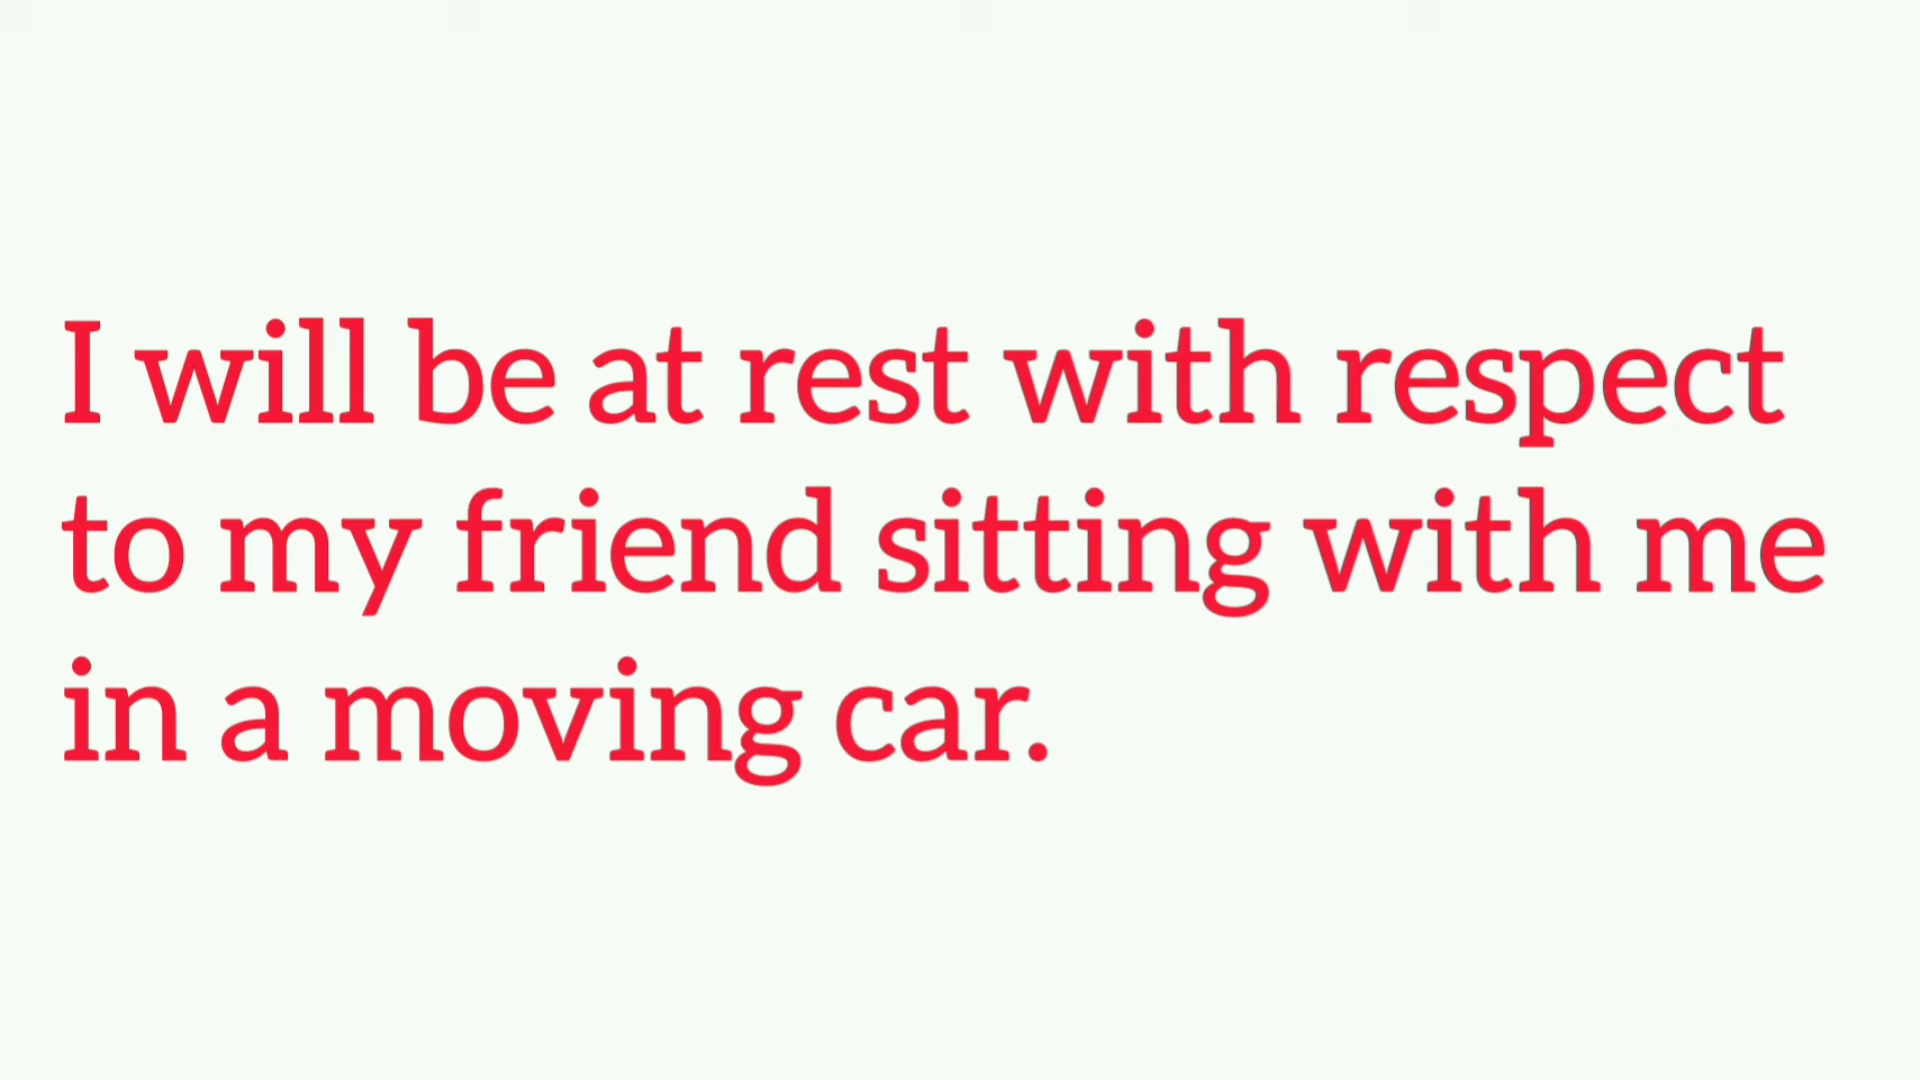 I will be at rest with respect
to my friend sitting with me
in a moving car.